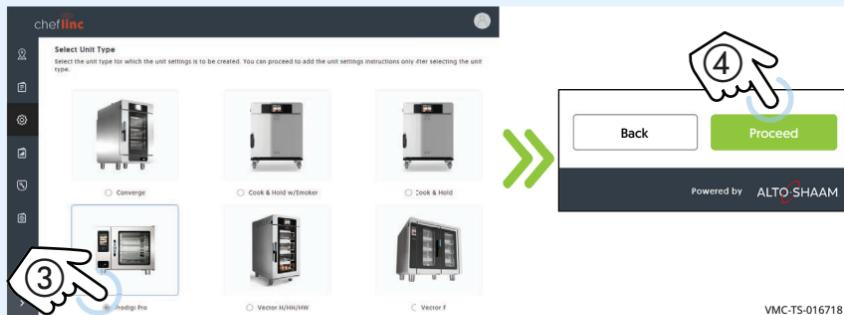 cheflinc
Select Unit Type
Select the unit type for which the unit settings is to be created. You can proceed to add the unit settings instructions only after selecting the unit
type.
Converge
Cook & Hold w/Smoker
Cook & Hold
Prodigi Pro
Vector H/HH/HW
Vector F
3
4
Back
Proceed
Powered by ALTO-SHAAM
VMC-TS-016718